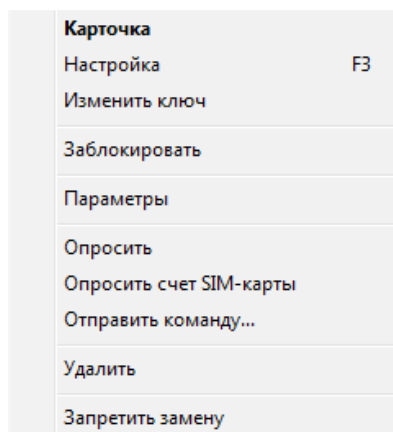 Карточка
Настройка F3
Изменить ключ
Заблокировать
Параметры
Опросить
Опросить счет SIM-карты
Отправить команду...
Удалить
Запретить замену